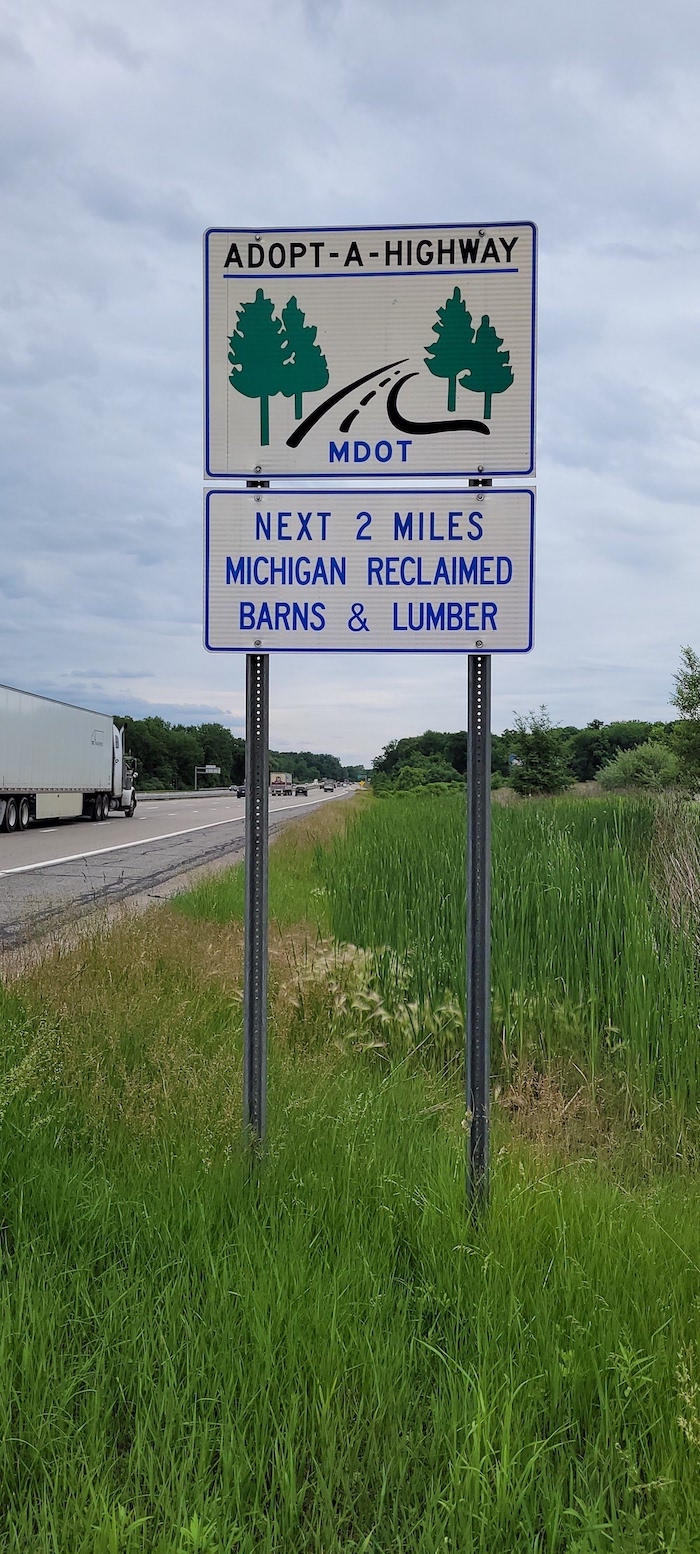 ADOPT-A-HIGHWAY
MDOT
NEXT 2 MILES
MICHIGAN RECLAIMED
BARNS & LUMBER